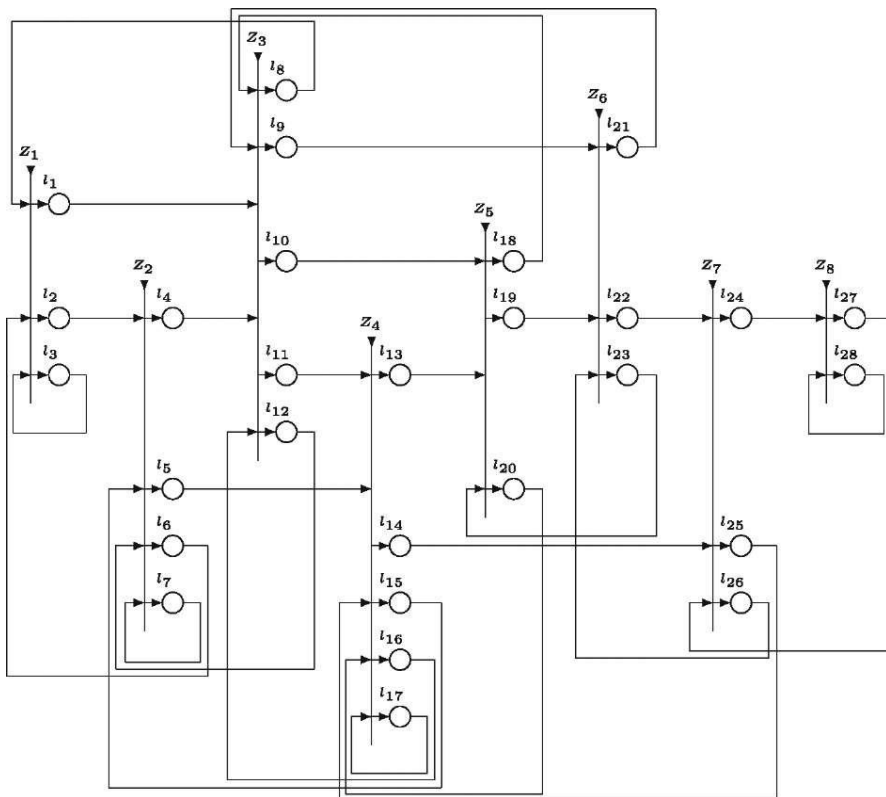 Z₃
l₈
Z₆
l₉
l₂₁
Z₁
l₁
Z₅
l₁₀
l₁₈
Z₂
Z₇
Z₈
l₂
l₄
l₁₉
l₂₂
l₂₄
l₂₇
Z₄
l₃
l₁₁
l₁₃
l₂₃
l₂₈
l₁₂
l₅
l₂₀
l₆
l₁₄
l₂₅
l₇
l₁₅
l₂₆
l₁₆
l₁₇